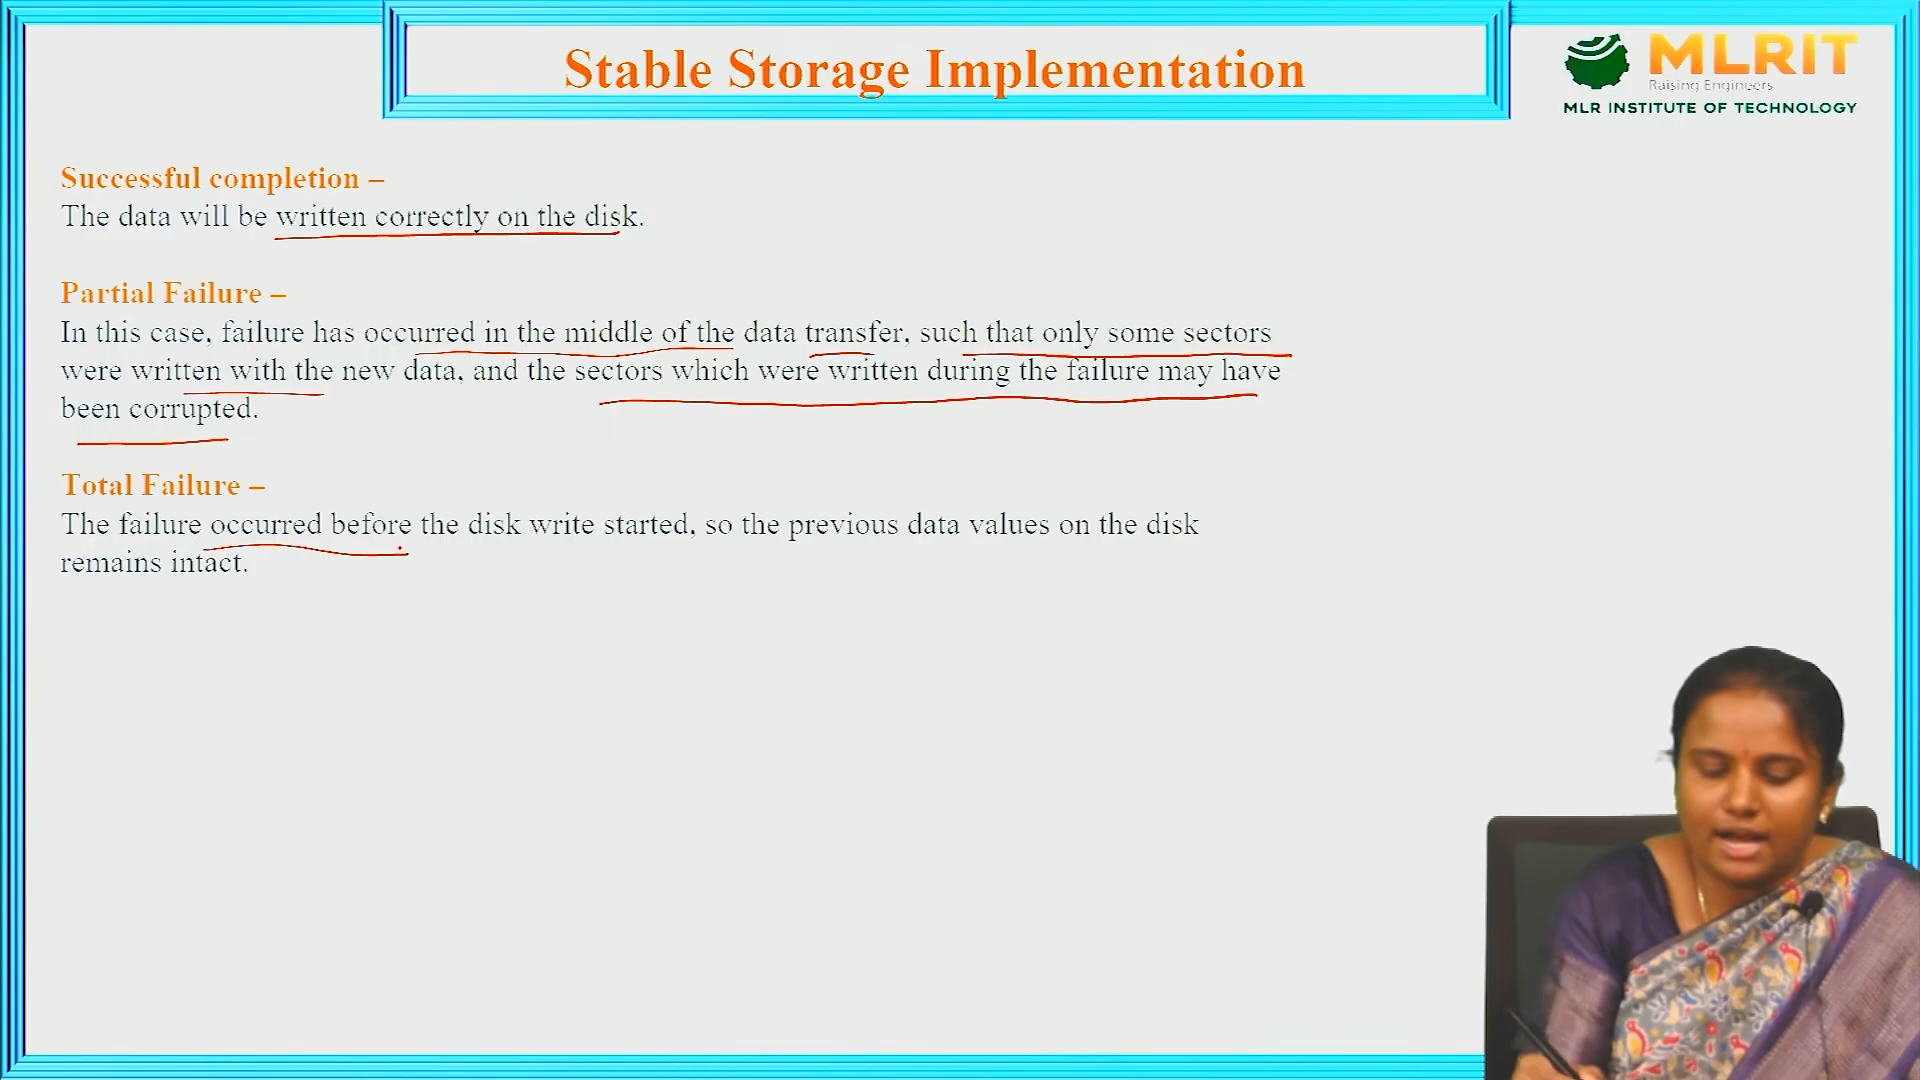 Stable Storage Implementation
MLRIT
Raising Engineers
MLR INSTITUTE OF TECHNOLOGY
Successful completion –
The data will be written correctly on the disk.
Partial Failure –
In this case, failure has occurred in the middle of the data transfer, such that only some sectors
were written with the new data, and the sectors which were written during the failure may have
been corrupted.
Total Failure –
The failure occurred before the disk write started, so the previous data values on the disk
remains intact.